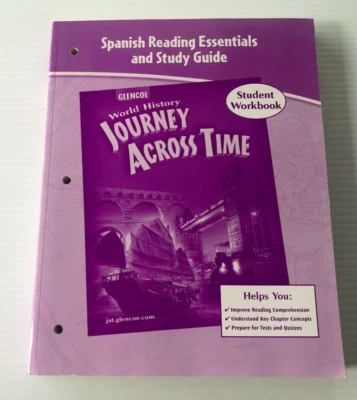 Spanish Reading Essentials
and Study Guide
Student
Workbook
GLENCOE
World History
JOURNEY
ACROSS TIME
jat.glencoe.com
Helps You:
✓ Improve Reading Comprehension
✓ Understand Key Chapter Concepts
✓ Prepare for Tests and Quizzes